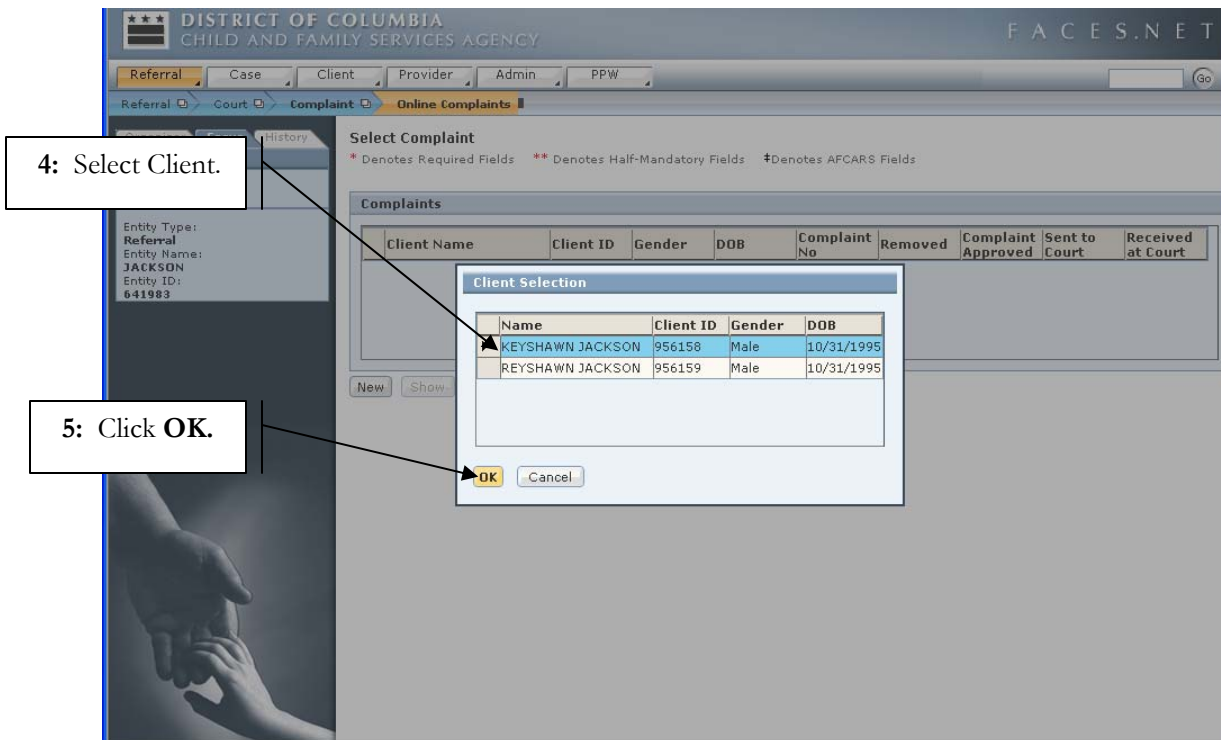 DISTRICT OF COLUMBIA
CHILD AND FAMILY SERVICES AGENCY
FACES.NET
Referral Case Client Provider Admin PPW Go
Referral Court Complaint Online Complaints
History
4: Select Client.
Entity Type:
Referral
Entity Name:
JACKSON
Entity ID:
641983
Select Complaint
* Denotes Required Fields ** Denotes Half-Mandatory Fields ‡Denotes AFCARS Fields
Complaints
Client Name Client ID Gender DOB Complaint No Removed Complaint Approved Sent to Court Received at Court
Client Selection
Name Client ID Gender DOB
KEYSHAWN JACKSON 956158 Male 10/31/1995
REYSHAWN JACKSON 956159 Male 10/31/1995
New Show
5: Click OK.
OK Cancel